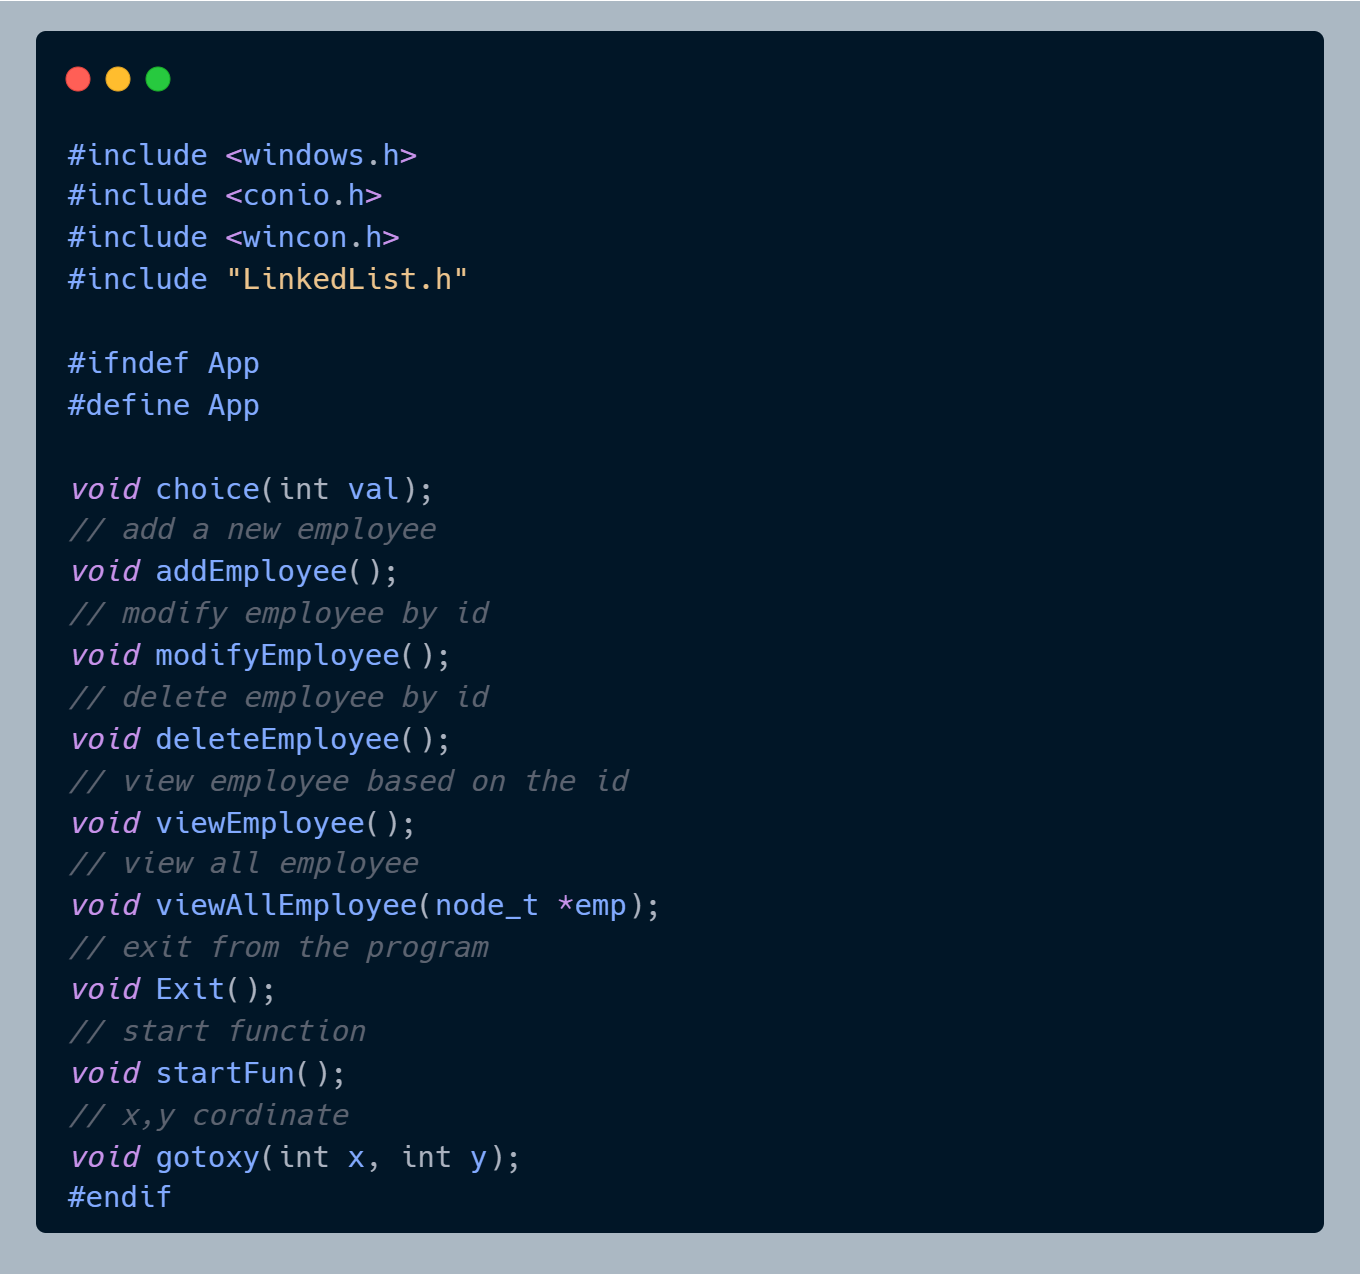 #include <windows.h>
#include <conio.h>
#include <wincon.h>
#include "LinkedList.h"
#ifndef App
#define App
void choice(int val);
// add a new employee
void addEmployee();
// modify employee by id
void modifyEmployee();
// delete employee by id
void deleteEmployee();
// view employee based on the id
void viewEmployee();
// view all employee
void viewAllEmployee(node_t *emp);
// exit from the program
void Exit();
// start function
void startFun();
// x,y cordinate
void gotoxy(int x, int y);
#endif